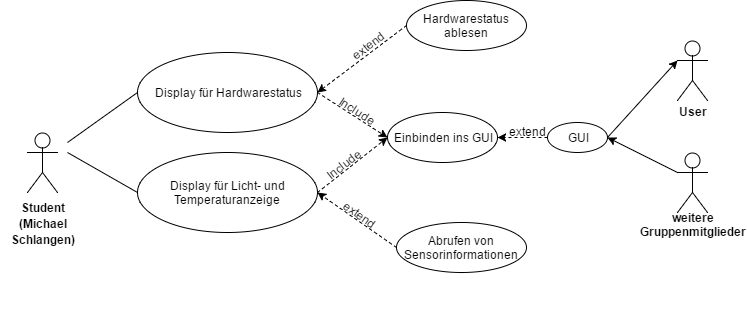 Hardwarestatus
ablesen
extend
Display für Hardwarestatus
Include
Einbinden ins GUI
extend
GUI
User
Include
Display für Licht- und
Temperaturanzeige
extend
Student
(Michael
Schlangen)
weitere
Gruppenmitglieder
Abrufen von
Sensorinformationen